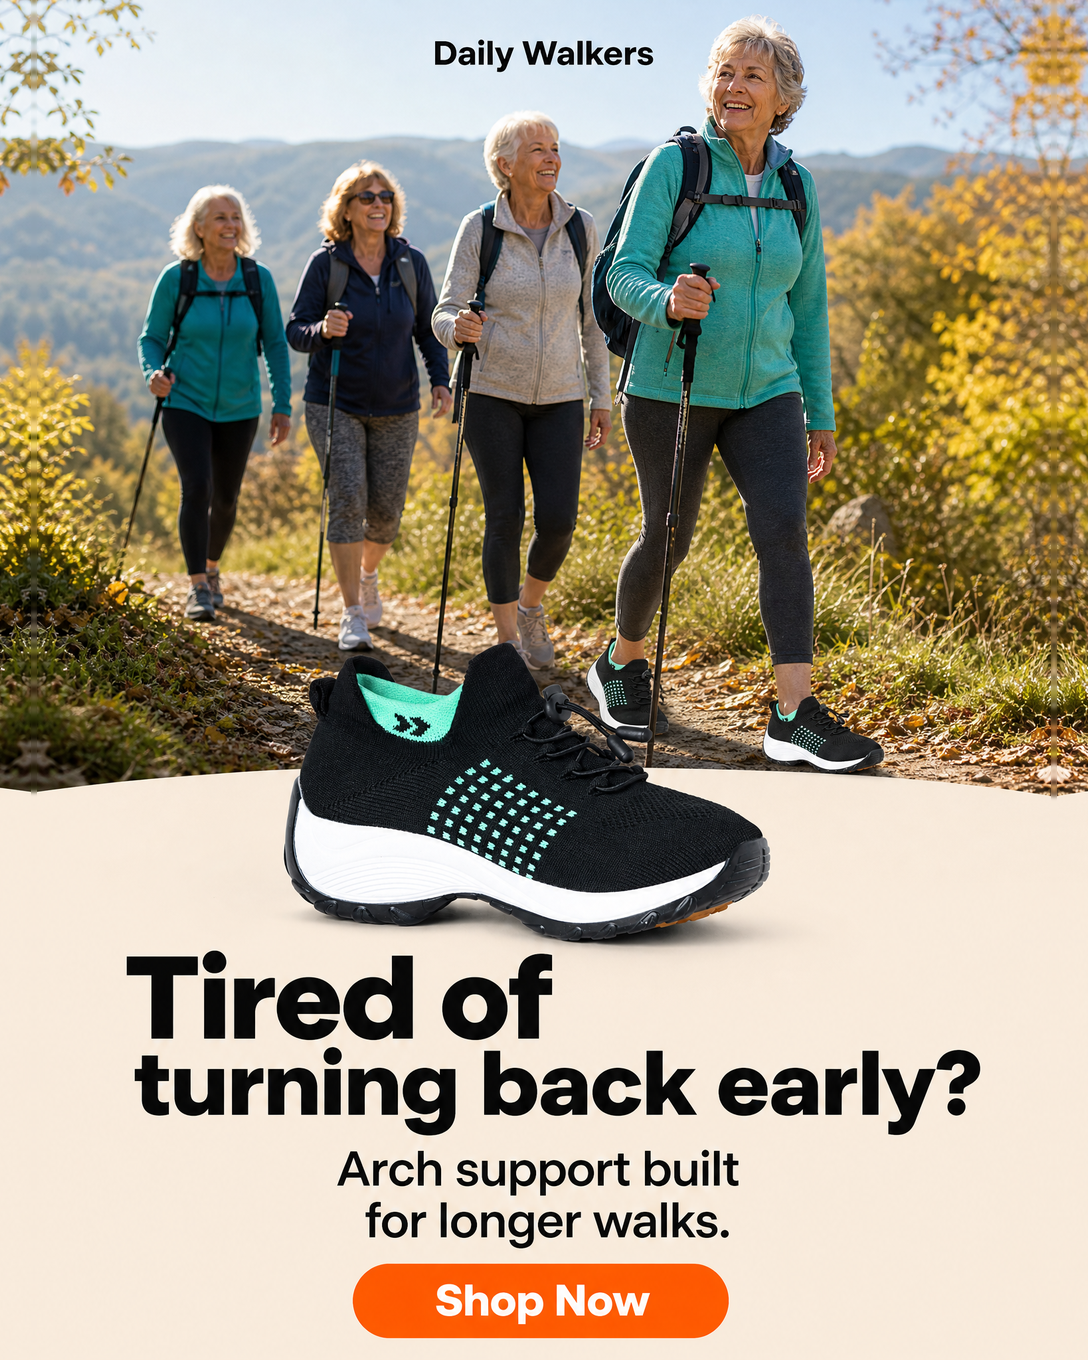 Daily Walkers
Tired of
turning back early?
Arch support built
for longer walks.
Shop Now